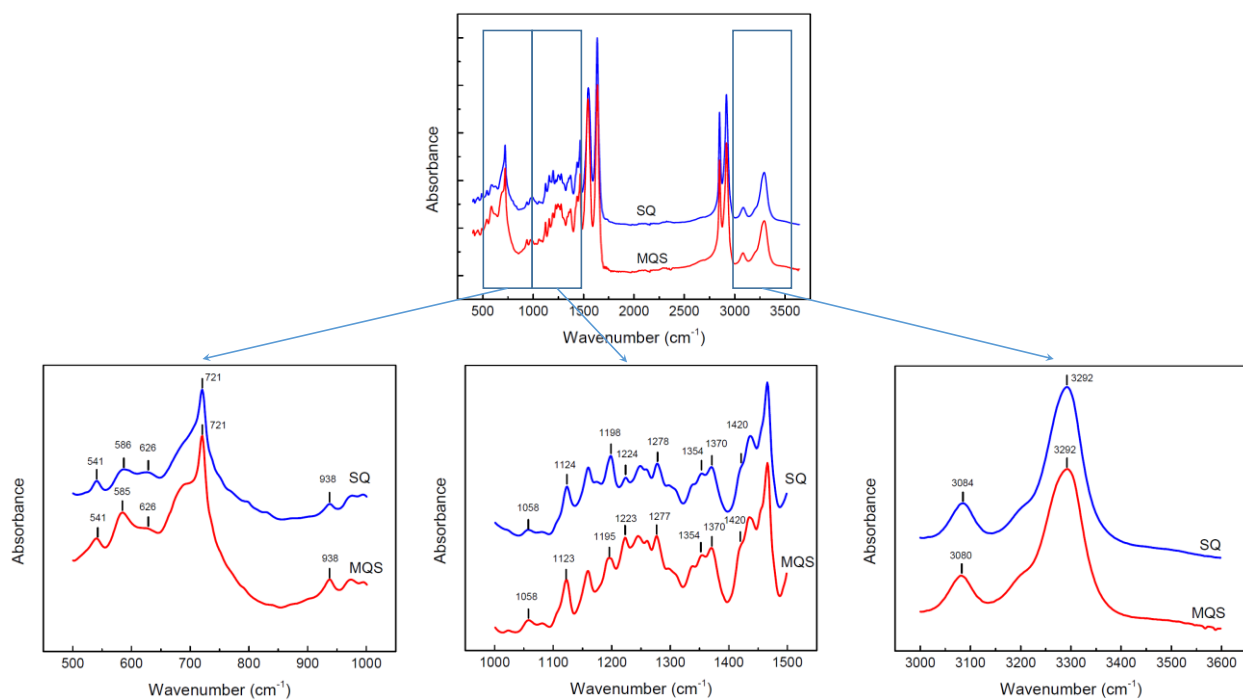 Absorbance
SQ
MQS
500 1000 1500 2000 2500 3000 3500
Wavenumber (cm-1)
721
721
541 586 626
938
SQ
541 585 626
938
MQS
Absorbance
500 600 700 800 900 1000
Wavenumber (cm-1)
1058 1124 1198 1224 1278 1354 1370 1420
SQ
1058 1123 1195 1223 1277 1354 1370 1420
MQS
Absorbance
1000 1100 1200 1300 1400 1500
Wavenumber (cm-1)
3292
3292
3084
SQ
3080
MQS
Absorbance
3000 3100 3200 3300 3400 3500 3600
Wavenumber (cm-1)